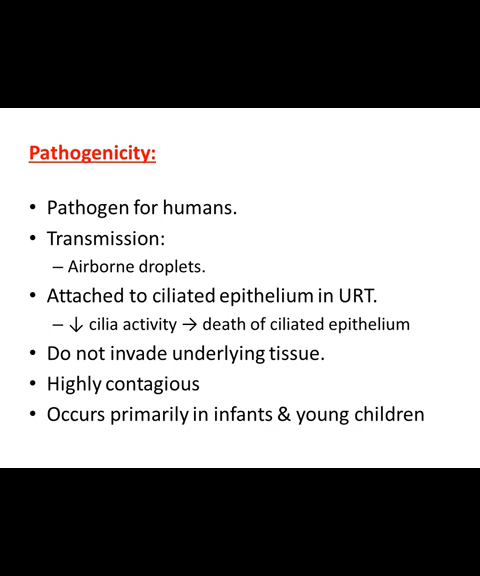 Pathogenicity:
• Pathogen for humans.
• Transmission:
– Airborne droplets.
• Attached to ciliated epithelium in URT.
– ↓ cilia activity → death of ciliated epithelium
• Do not invade underlying tissue.
• Highly contagious
• Occurs primarily in infants & young children